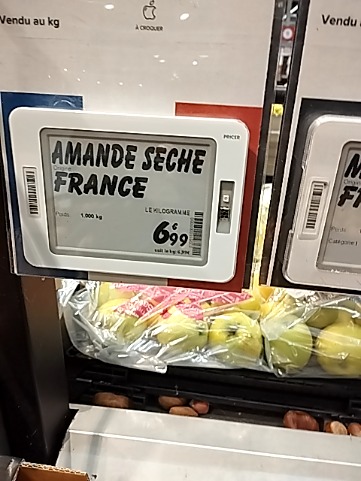 Vendu au kg
À CROQUER
Vendu
PRICER
AMANDE SECHE
FRANCE
Poids 1,000 kg
LE KILOGRAMME
6€99
soit le kg 6,99€
Catégorie I